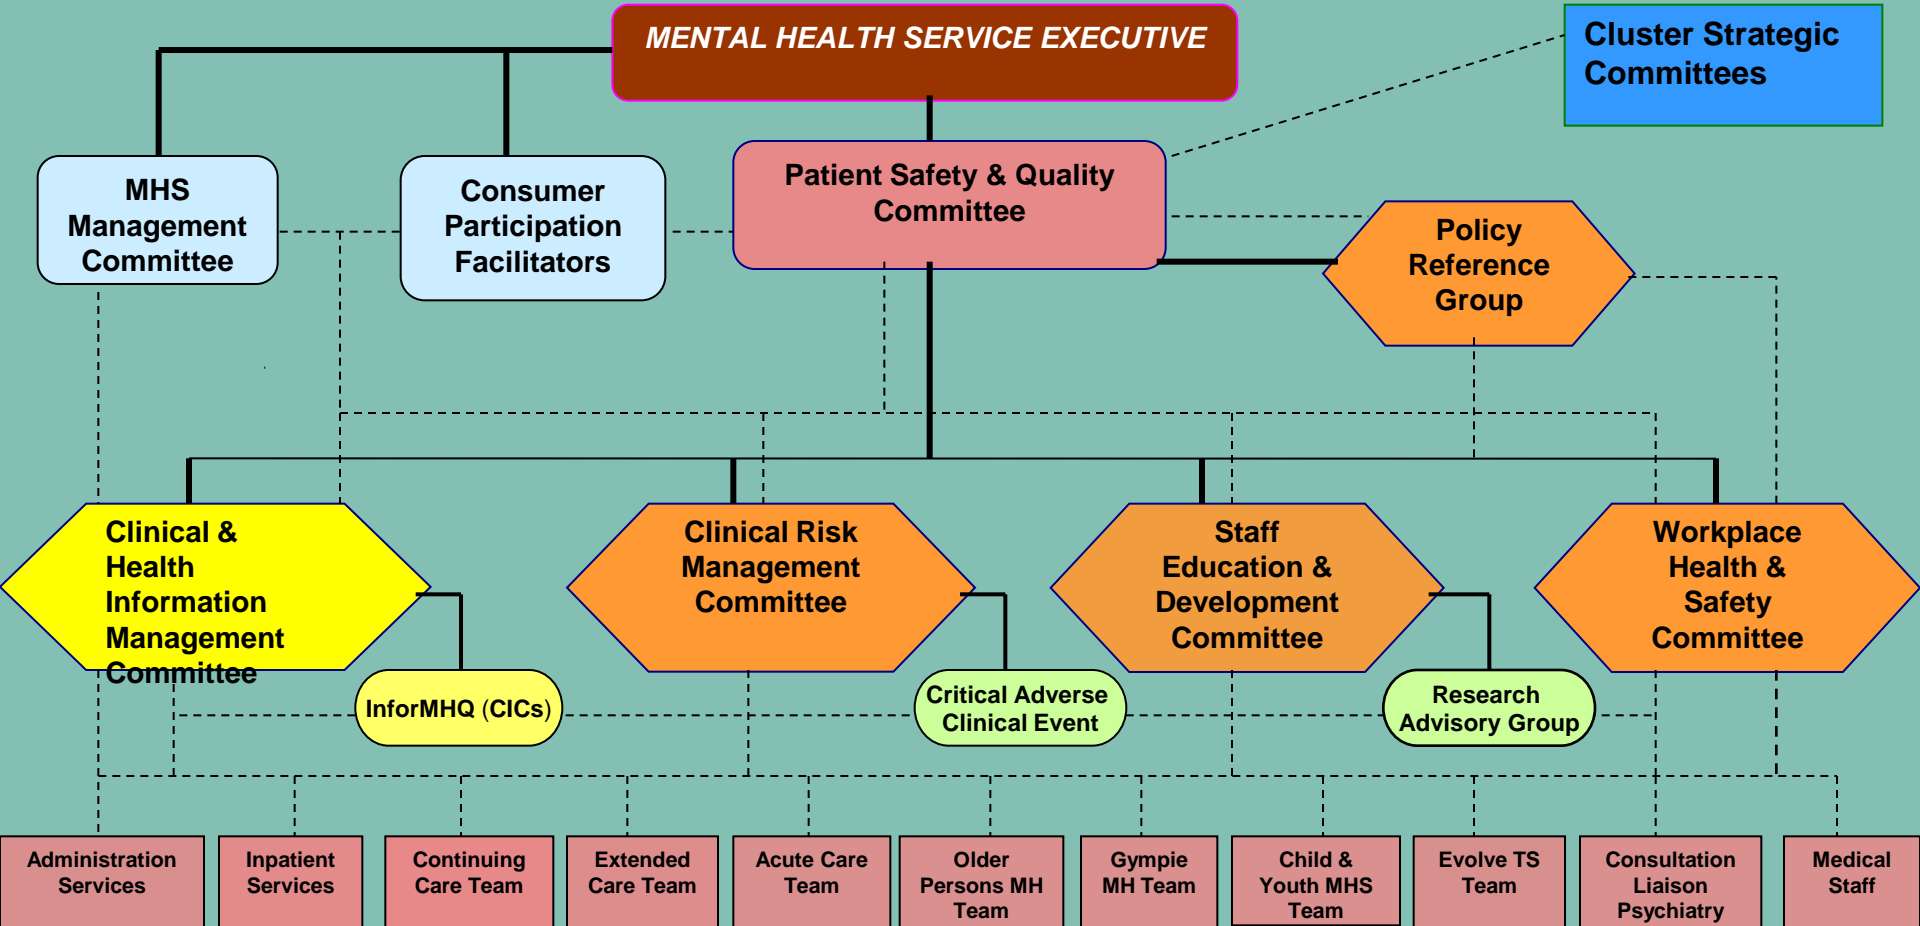 MENTAL HEALTH SERVICE EXECUTIVE
Cluster Strategic
Committees
MHS
Management
Committee
Consumer
Participation
Facilitators
Patient Safety & Quality
Committee
Policy
Reference
Group
Clinical &
Health
Information
Management
Committee
Clinical Risk
Management
Committee
Staff
Education &
Development
Committee
Workplace
Health &
Safety
Committee
InforMHQ (CICs)
Critical Adverse
Clinical Event
Research
Advisory Group
Administration
Services
Inpatient
Services
Continuing
Care Team
Extended
Care Team
Acute Care
Team
Older
Persons MH
Team
Gympie
MH Team
Child &
Youth MHS
Team
Evolve TS
Team
Consultation
Liaison
Psychiatry
Medical
Staff